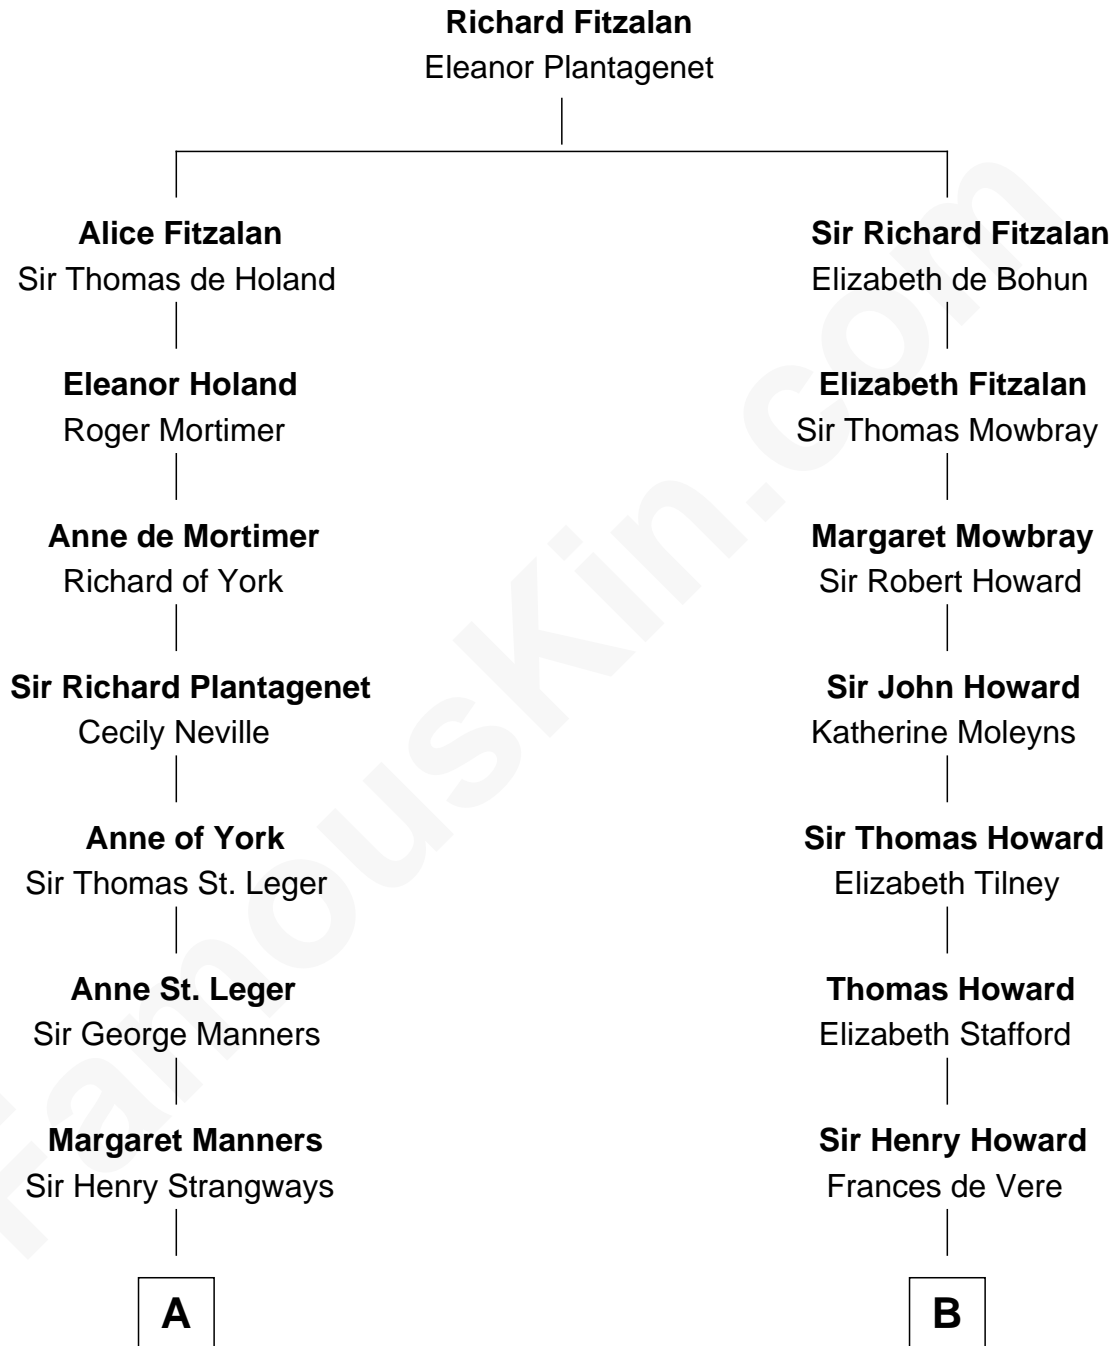 Richard Fitzalan
Eleanor Plantagenet
Alice Fitzalan
Sir Thomas de Holand
Sir Richard Fitzalan
Elizabeth de Bohun
Eleanor Holand
Roger Mortimer
Elizabeth Fitzalan
Sir Thomas Mowbray
Anne de Mortimer
Richard of York
Margaret Mowbray
Sir Robert Howard
Sir Richard Plantagenet
Cecily Neville
Sir John Howard
Katherine Moleyns
Anne of York
Sir Thomas St. Leger
Sir Thomas Howard
Elizabeth Tilney
Anne St. Leger
Sir George Manners
Thomas Howard
Elizabeth Stafford
Margaret Manners
Sir Henry Strangways
Sir Henry Howard
Frances de Vere
A
B
FamousKin.com